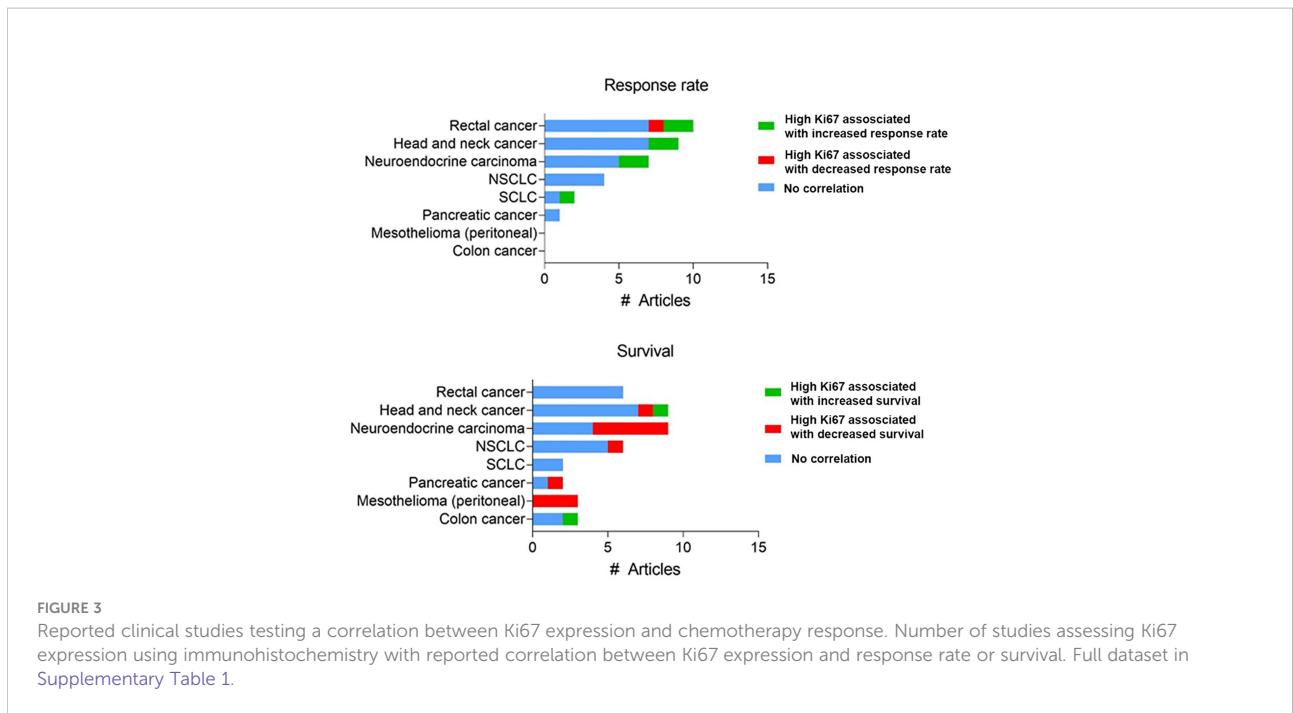 Response rate
Rectal cancer
Head and neck cancer
Neuroendocrine carcinoma
NSCLC
SCLC
Pancreatic cancer
Mesothelioma (peritoneal)
Colon cancer
0 5 10 15
# Articles
High Ki67 assosciated
with increased response rate
High Ki67 assosciated
with decreased response rate
No correlation
Survival
Rectal cancer
Head and neck cancer
Neuroendocrine carcinoma
NSCLC
SCLC
Pancreatic cancer
Mesothelioma (peritoneal)
Colon cancer
0 5 10 15
# Articles
High Ki67 assosciated
with increased survival
High Ki67 assosciated
with decreased survival
No correlation
FIGURE 3
Reported clinical studies testing a correlation between Ki67 expression and chemotherapy response. Number of studies assessing Ki67
expression using immunohistochemistry with reported correlation between Ki67 expression and response rate or survival. Full dataset in
Supplementary Table 1.